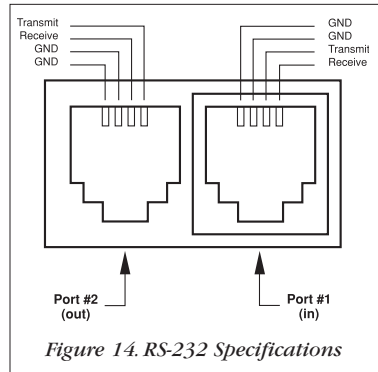 Transmit
Receive
GND
GND
GND
GND
Transmit
Receive
Port #2
(out)
Port #1
(in)
Figure 14. RS-232 Specifications